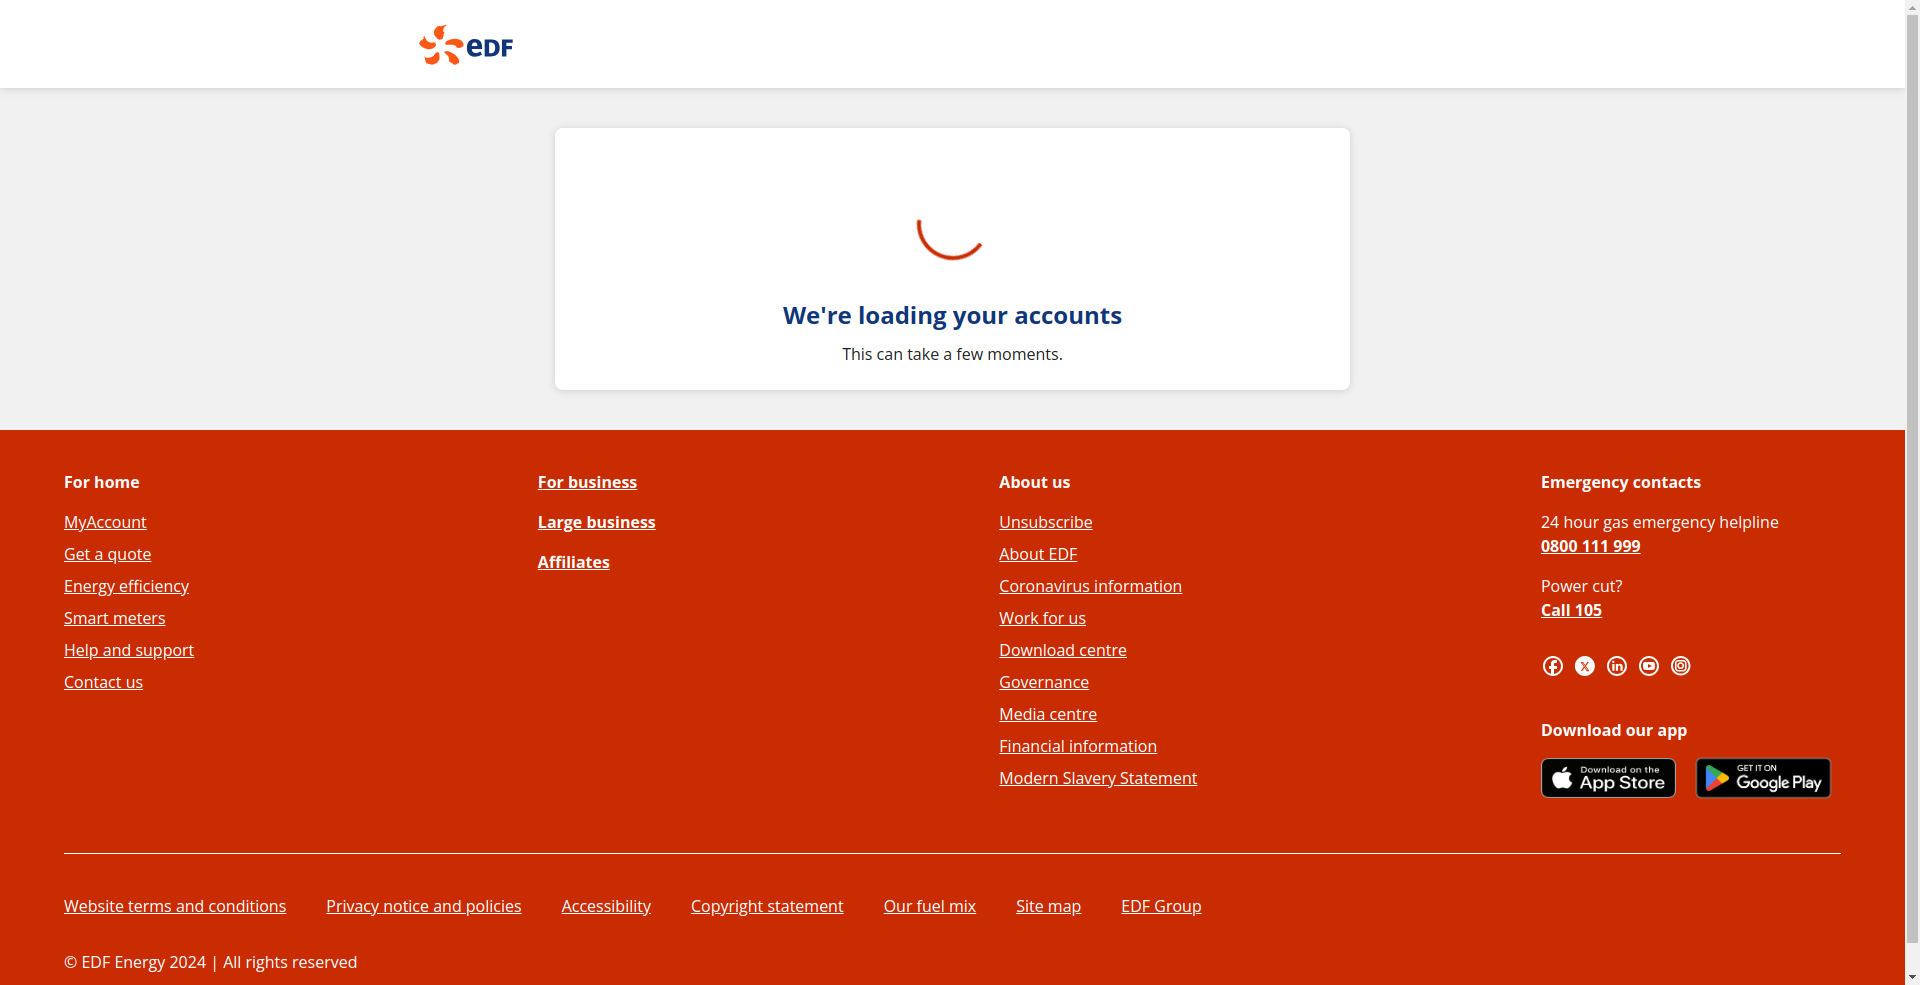 eDF
We're loading your accounts
This can take a few moments.
For home
MyAccount
Get a quote
Energy efficiency
Smart meters
Help and support
Contact us
For business
Large business
Affiliates
About us
Unsubscribe
About EDF
Coronavirus information
Work for us
Download centre
Governance
Media centre
Financial information
Modern Slavery Statement
Emergency contacts
24 hour gas emergency helpline
0800 111 999
Power cut?
Call 105
Download our app
Download on the
App Store
GET IT ON
Google Play
Website terms and conditions Privacy notice and policies Accessibility Copyright statement Our fuel mix Site map EDF Group
© EDF Energy 2024 | All rights reserved